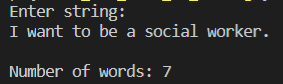 Enter string:
I want to be a social worker.
Number of words: 7